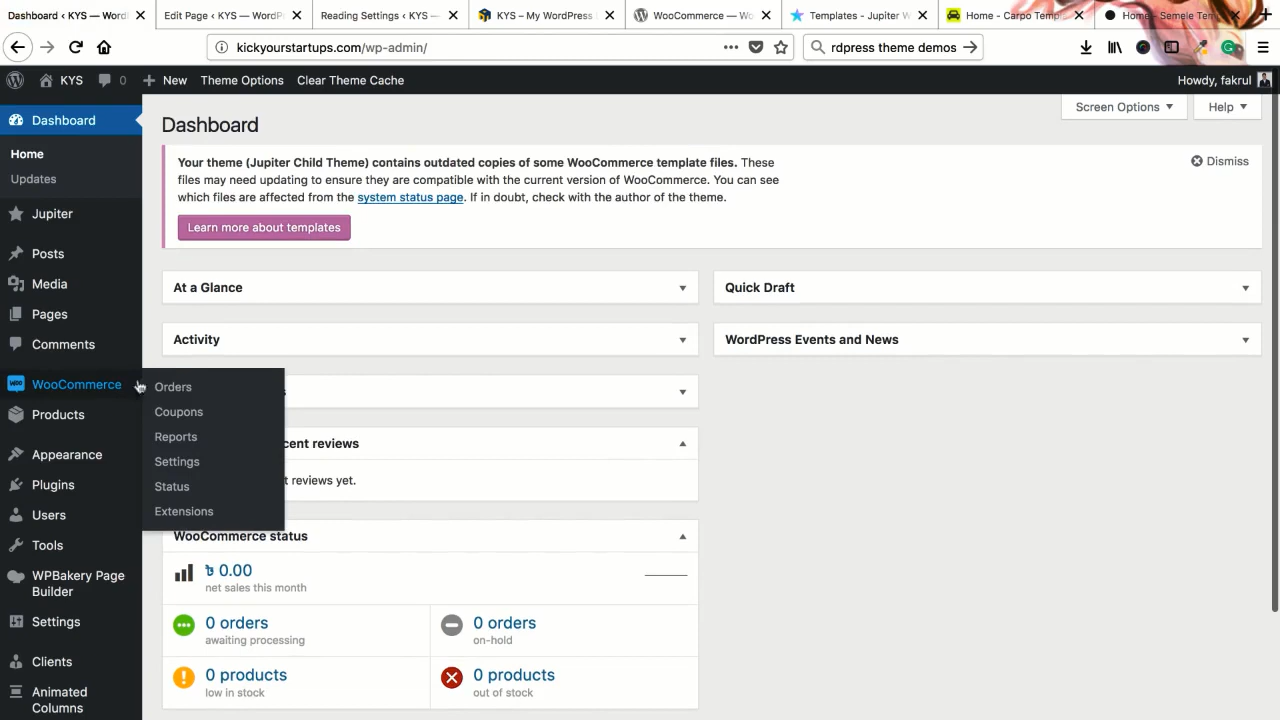 Dashboard ‹ KYS — Word
Edit Page ‹ KYS — WordP
Reading Settings ‹ KYS —
KYS – My WordPress
WooCommerce — Wo
Templates - Jupiter W
Home - Carpo Temp
Home - Semele Tem
kickyourstartups.com/wp-admin/
rdpress theme demos
KYS
0
New
Theme Options
Clear Theme Cache
Howdy, fakrul
Screen Options
Help
Dashboard
Home
Updates
Jupiter
Posts
Media
Pages
Comments
WooCommerce
Products
Appearance
Plugins
Users
Tools
WPBakery Page
Builder
Settings
Clients
Animated
Columns
Orders
Coupons
Reports
Settings
Status
Extensions
Dashboard
Your theme (Jupiter Child Theme) contains outdated copies of some WooCommerce template files. These
files may need updating to ensure they are compatible with the current version of WooCommerce. You can see
which files are affected from the system status page. If in doubt, check with the author of the theme.
Dismiss
Learn more about templates
At a Glance
Quick Draft
Activity
WordPress Events and News
s
cent reviews
t reviews yet.
WooCommerce status
৳ 0.00
net sales this month
0 orders
awaiting processing
0 orders
on-hold
0 products
low in stock
0 products
out of stock